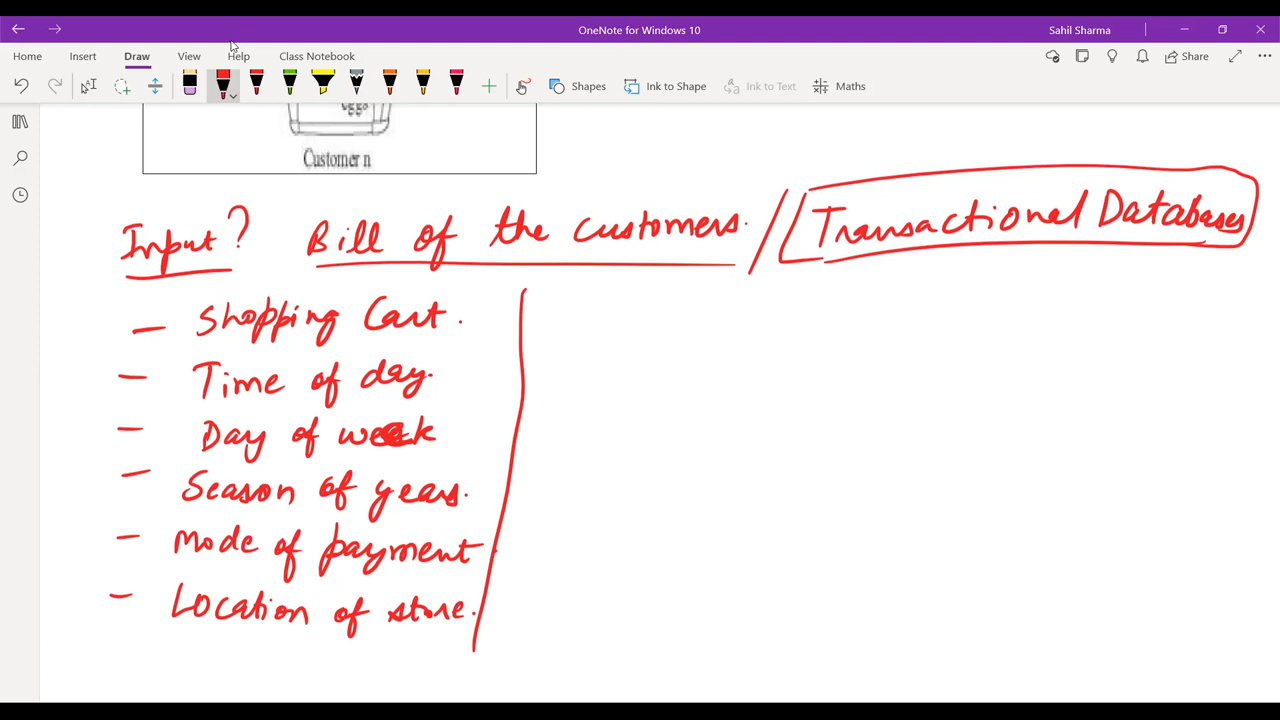 OneNote for Windows 10
Sahil Sharma
Home Insert Draw View Help Class Notebook
Share
Shapes Ink to Shape Ink to Text Maths
eggs
Customer n
Input? Bill of the customers. // Transactional Databases
— Shopping Cart.
— Time of day.
— Day of week
— Season of years.
— Mode of payment.
— Location of store.